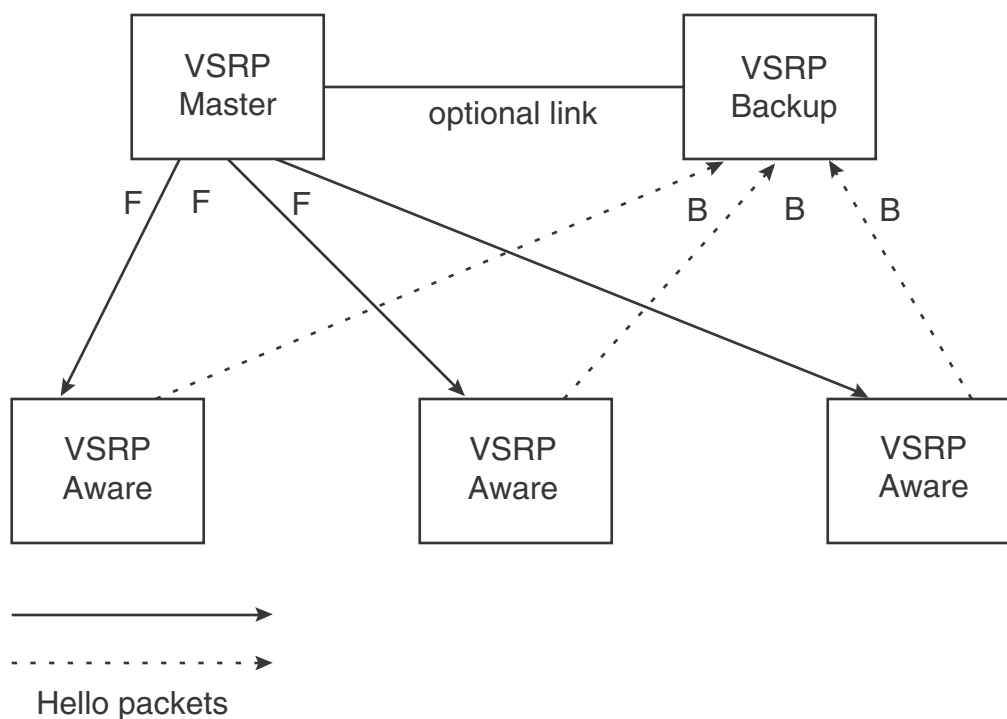 VSRP
Master
VSRP
Backup
optional link
F
F
F
B
B
B
VSRP
Aware
VSRP
Aware
VSRP
Aware
Hello packets